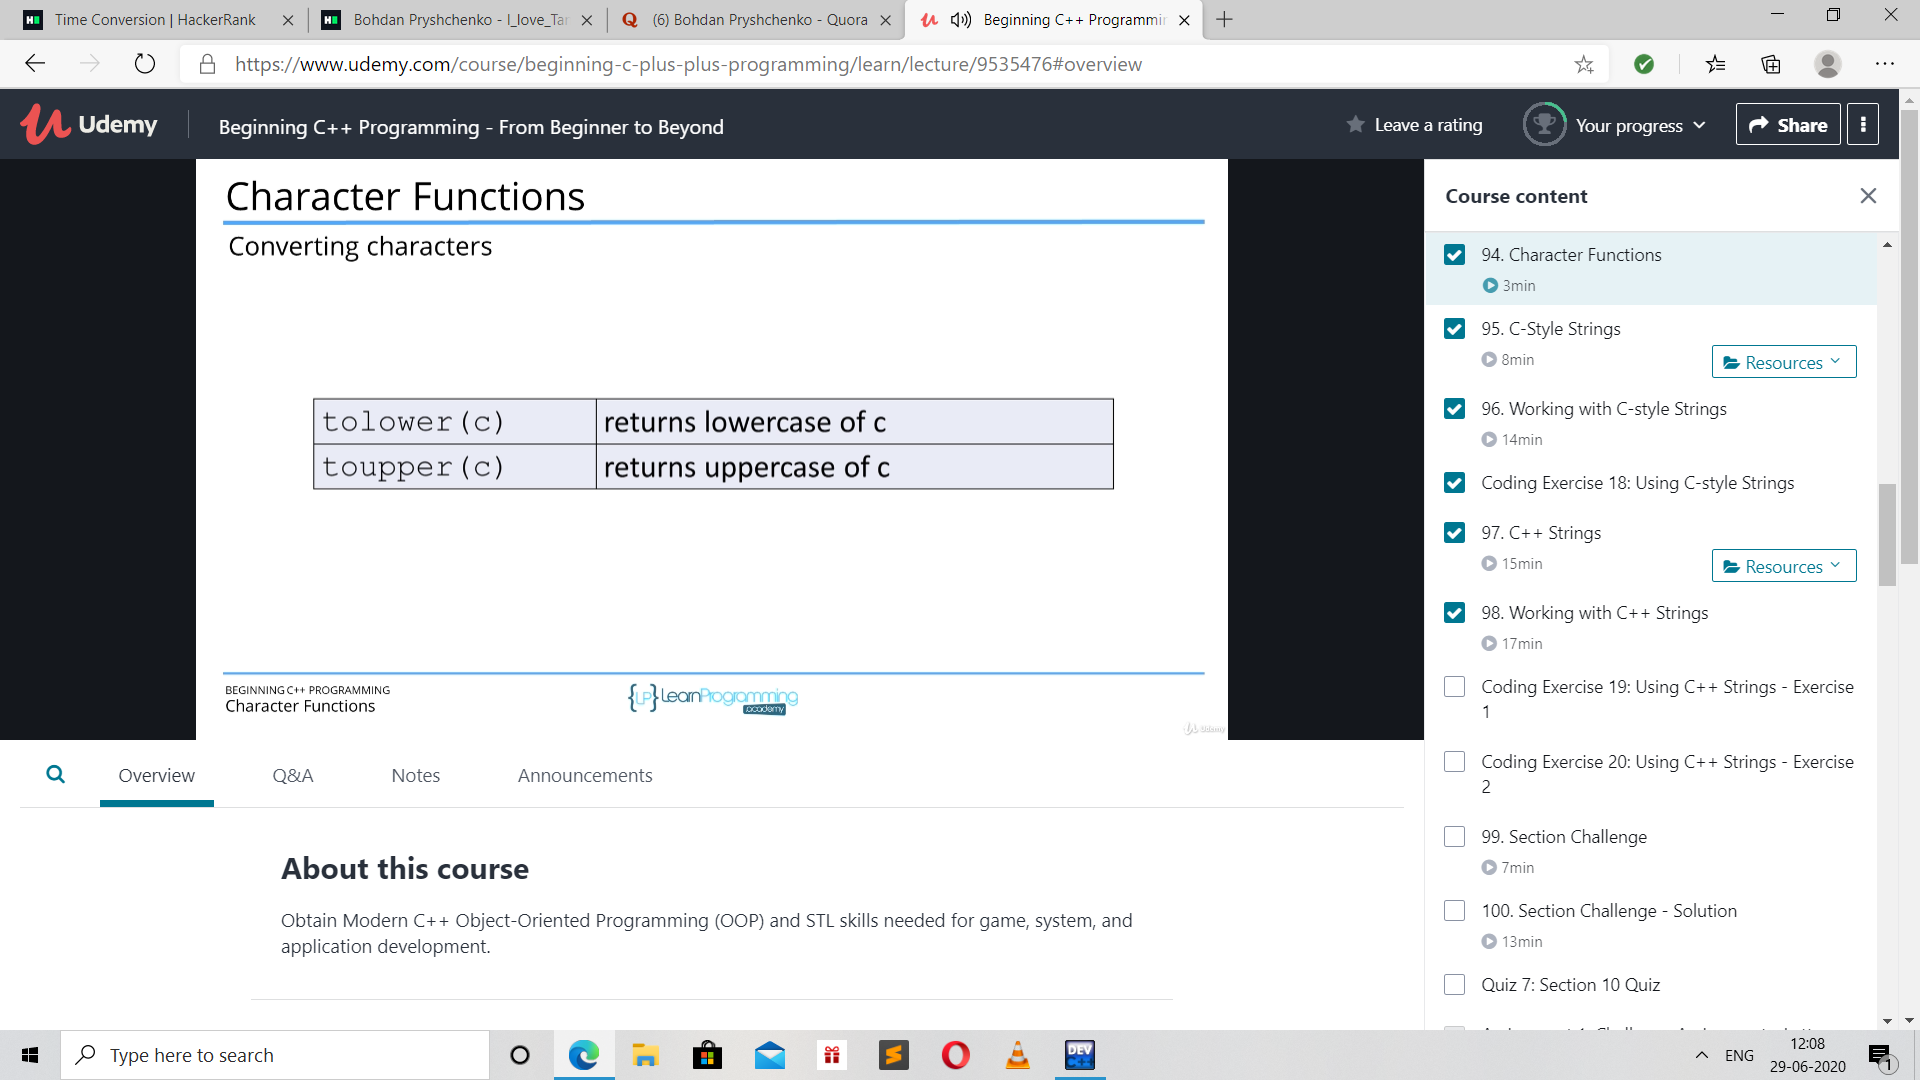 Time Conversion | HackerRank
Bohdan Pryshchenko - I_love_Tar
(6) Bohdan Pryshchenko - Quora
Beginning C++ Programmin
https://www.udemy.com/course/beginning-c-plus-plus-programming/learn/lecture/9535476#overview
Udemy
Beginning C++ Programming - From Beginner to Beyond
Leave a rating
Your progress
Share
Character Functions
Converting characters
tolower(c) returns lowercase of c
toupper(c) returns uppercase of c
BEGINNING C++ PROGRAMMING
Character Functions
{LP} LearnProgramming
.academy
Udemy
Course content
94. Character Functions
3min
95. C-Style Strings
8min
Resources
96. Working with C-style Strings
14min
Coding Exercise 18: Using C-style Strings
97. C++ Strings
15min
Resources
98. Working with C++ Strings
17min
Coding Exercise 19: Using C++ Strings - Exercise
1
Coding Exercise 20: Using C++ Strings - Exercise
2
99. Section Challenge
7min
100. Section Challenge - Solution
13min
Quiz 7: Section 10 Quiz
Overview
Q&A
Notes
Announcements
About this course
Obtain Modern C++ Object-Oriented Programming (OOP) and STL skills needed for game, system, and
application development.
Type here to search
DEV
C++
ENG
12:08
29-06-2020
1